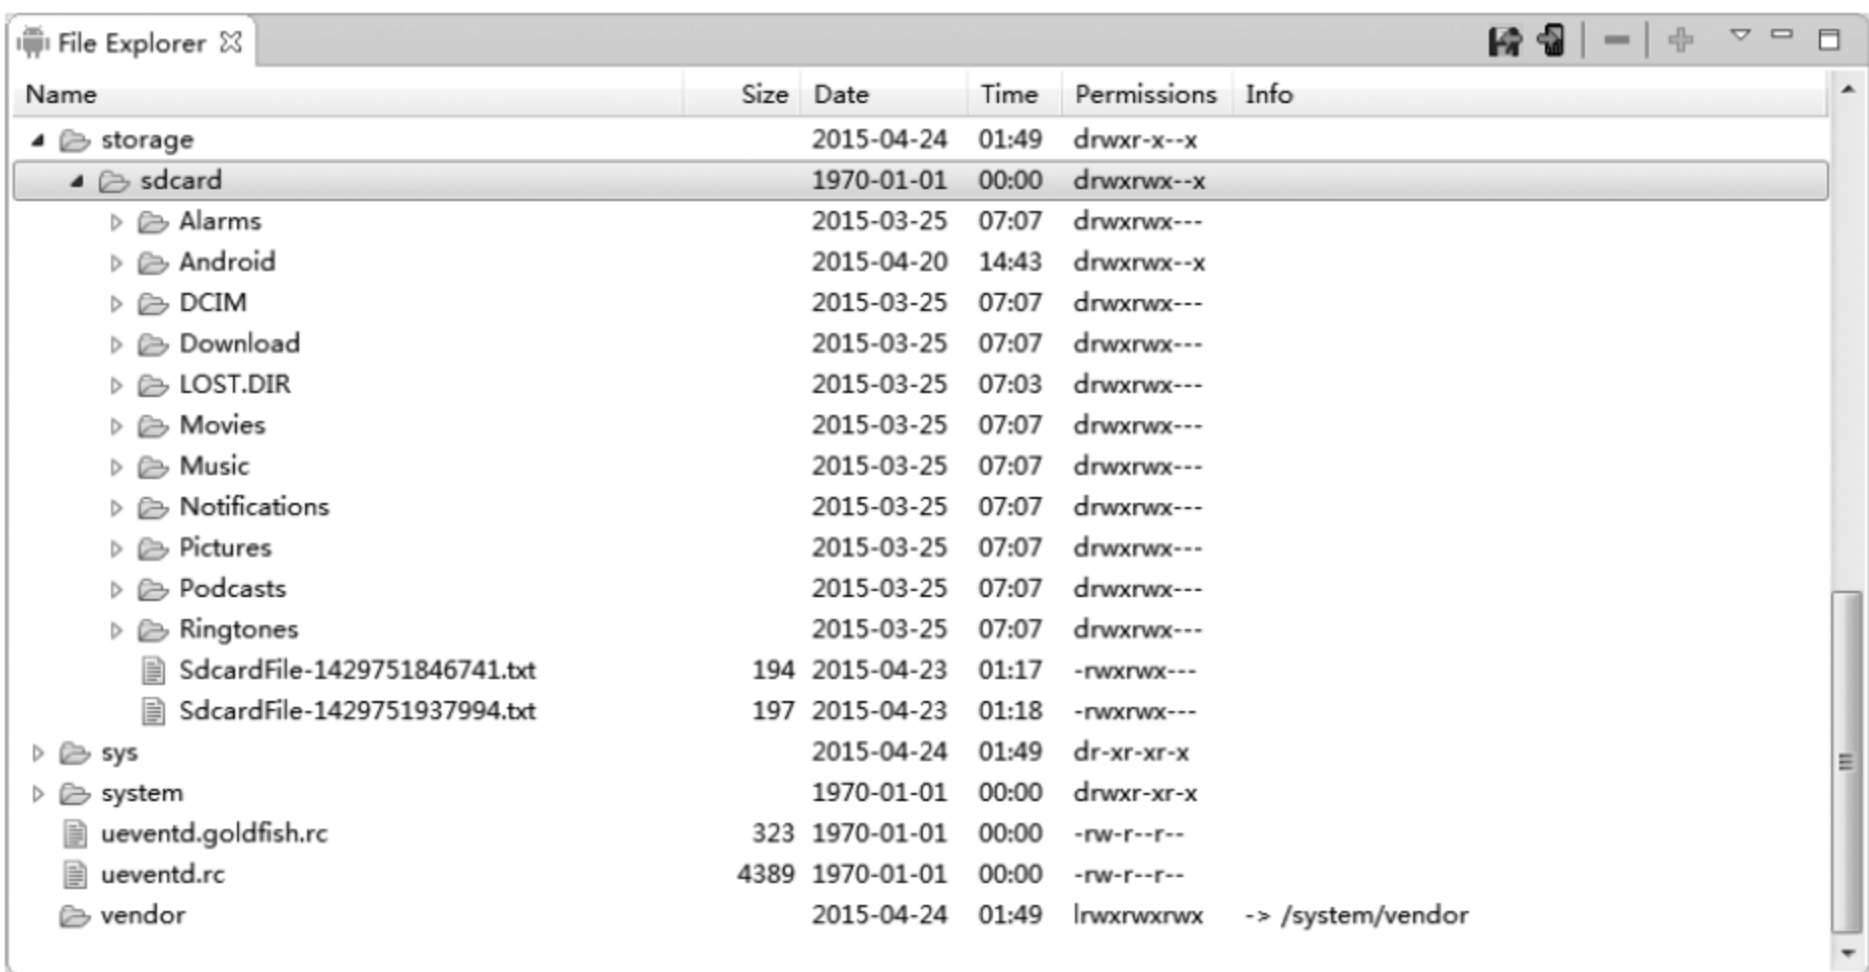 File Explorer
Name Size Date Time Permissions Info
storage 2015-04-24 01:49 drwxr-x--x
sdcard 1970-01-01 00:00 drwxrwx--x
Alarms 2015-03-25 07:07 drwxrwx---
Android 2015-04-20 14:43 drwxrwx--x
DCIM 2015-03-25 07:07 drwxrwx---
Download 2015-03-25 07:07 drwxrwx---
LOST.DIR 2015-03-25 07:03 drwxrwx---
Movies 2015-03-25 07:07 drwxrwx---
Music 2015-03-25 07:07 drwxrwx---
Notifications 2015-03-25 07:07 drwxrwx---
Pictures 2015-03-25 07:07 drwxrwx---
Podcasts 2015-03-25 07:07 drwxrwx---
Ringtones 2015-03-25 07:07 drwxrwx---
SdcardFile-1429751846741.txt 194 2015-04-23 01:17 -rwxrwx---
SdcardFile-1429751937994.txt 197 2015-04-23 01:18 -rwxrwx---
sys 2015-04-24 01:49 dr-xr-xr-x
system 1970-01-01 00:00 drwxr-xr-x
ueventd.goldfish.rc 323 1970-01-01 00:00 -rw-r--r--
ueventd.rc 4389 1970-01-01 00:00 -rw-r--r--
vendor 2015-04-24 01:49 lrwxrwxrwx -> /system/vendor